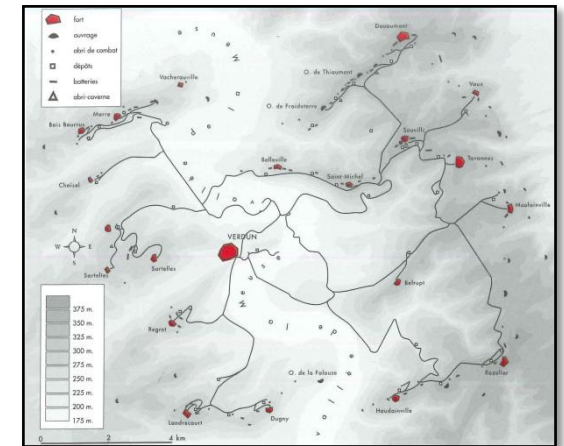 fort
ouvrage
abri de combat
dépôts
batteries
abri-caverne
Douaumont
Vacherauville
O. de Thiaumont
Vaux
Marre
O. de Froideterre
Bois Bourrus
Souville
Belleville
Tavannes
Choisel
Saint-Michel
Moulainville
N
W E
S
VERDUN
Sartelles
Sartelles
Belrupt
375 m.
350 m.
325 m.
300 m.
275 m.
250 m.
225 m.
200 m.
175 m.
Regret
Rozelier
O. de la Falouse
Haudainville
Landrecourt
Dugny
0 2 4 km